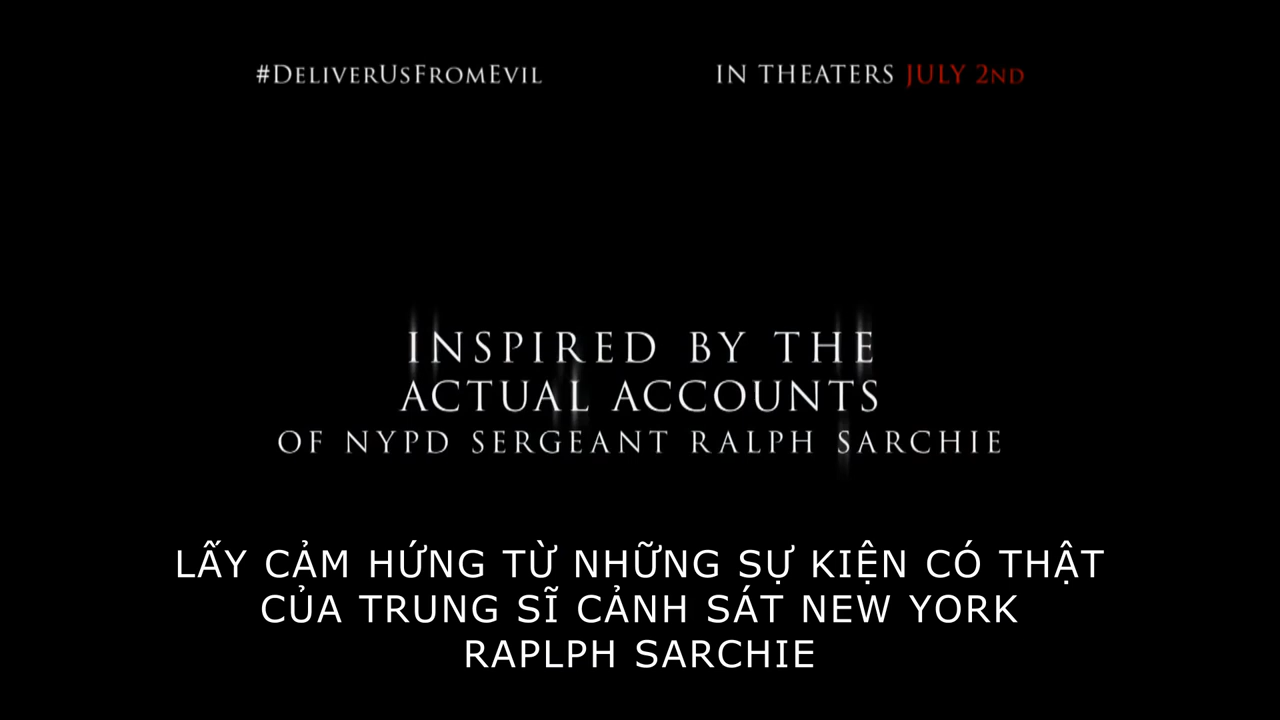 #DELIVERUSFROMEVIL
IN THEATERS JULY 2ND
INSPIRED BY THE
ACTUAL ACCOUNTS
OF NYPD SERGEANT RALPH SARCHIE
LẤY CẢM HỨNG TỪ NHỮNG SỰ KIỆN CÓ THẬT
CỦA TRUNG SĨ CẢNH SÁT NEW YORK
RAPLPH SARCHIE